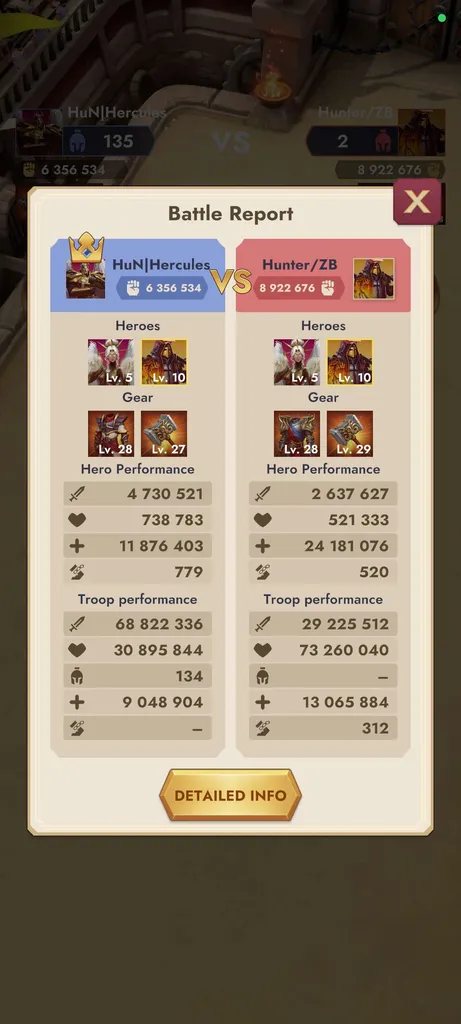 HuN|Hercules
Hunter/ZB
135
VS
2
6 356 534
8 922 676
Battle Report
X
HuN|Hercules
VS
Hunter/ZB
6 356 534
8 922 676
Heroes
Heroes
Lv. 5
Lv. 10
Lv. 5
Lv. 10
Gear
Gear
Lv. 28
Lv. 27
Lv. 28
Lv. 29
Hero Performance
Hero Performance
4 730 521
2 637 627
738 783
521 333
11 876 403
24 181 076
779
520
Troop performance
Troop performance
68 822 336
29 225 512
30 895 844
73 260 040
134
–
9 048 904
13 065 884
–
312
DETAILED INFO